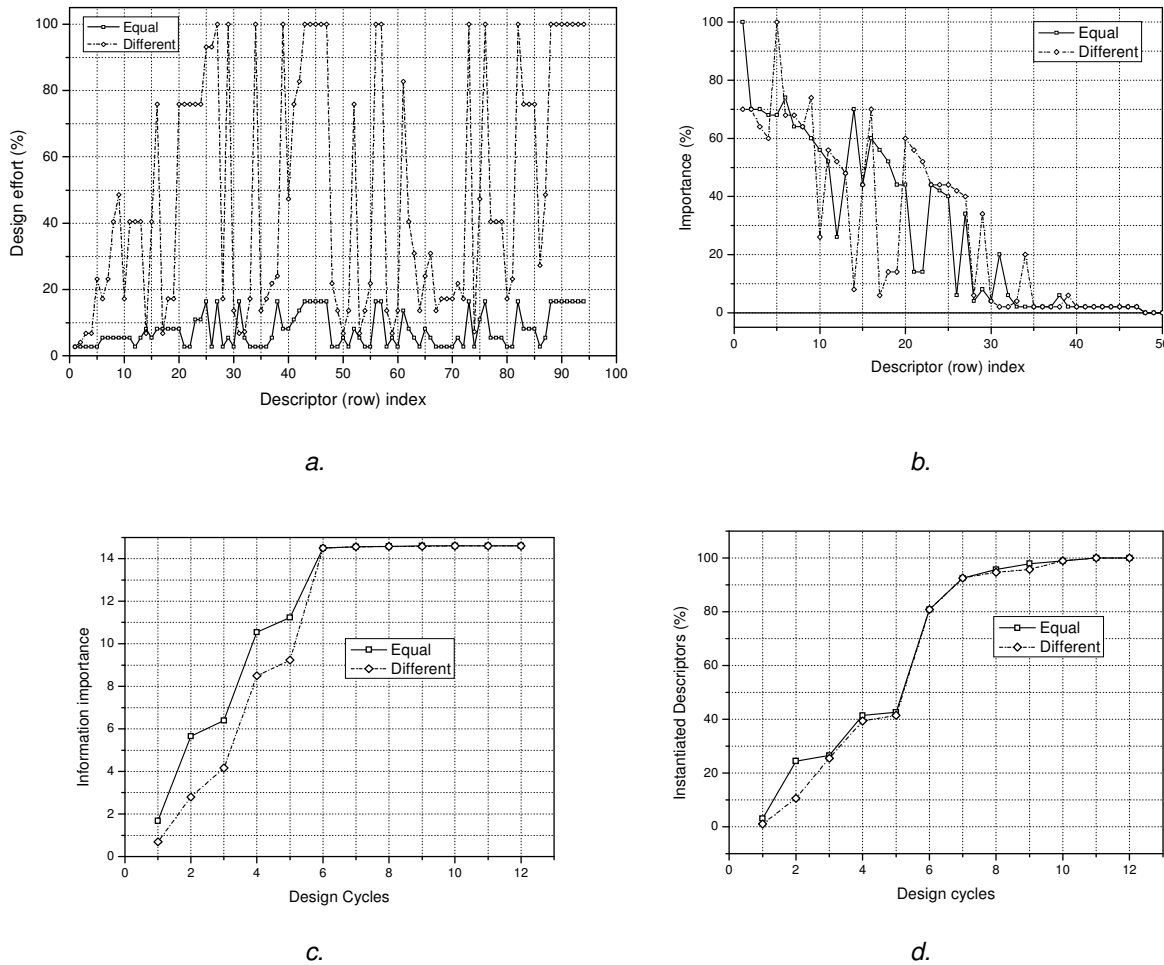 100
80
60
40
20
0
Design effort (%)
Equal
Different
0 10 20 30 40 50 60 70 80 90 100
Descriptor (row) index
a.
100
80
60
40
20
0
Importance (%)
Equal
Different
0 10 20 30 40 50
Descriptor (row) index
b.
14
12
10
8
6
4
2
0
Information importance
Equal
Different
0 2 4 6 8 10 12
Design Cycles
c.
100
80
60
40
20
0
Instantiated Descriptors (%)
Equal
Different
0 2 4 6 8 10 12
Design cycles
d.